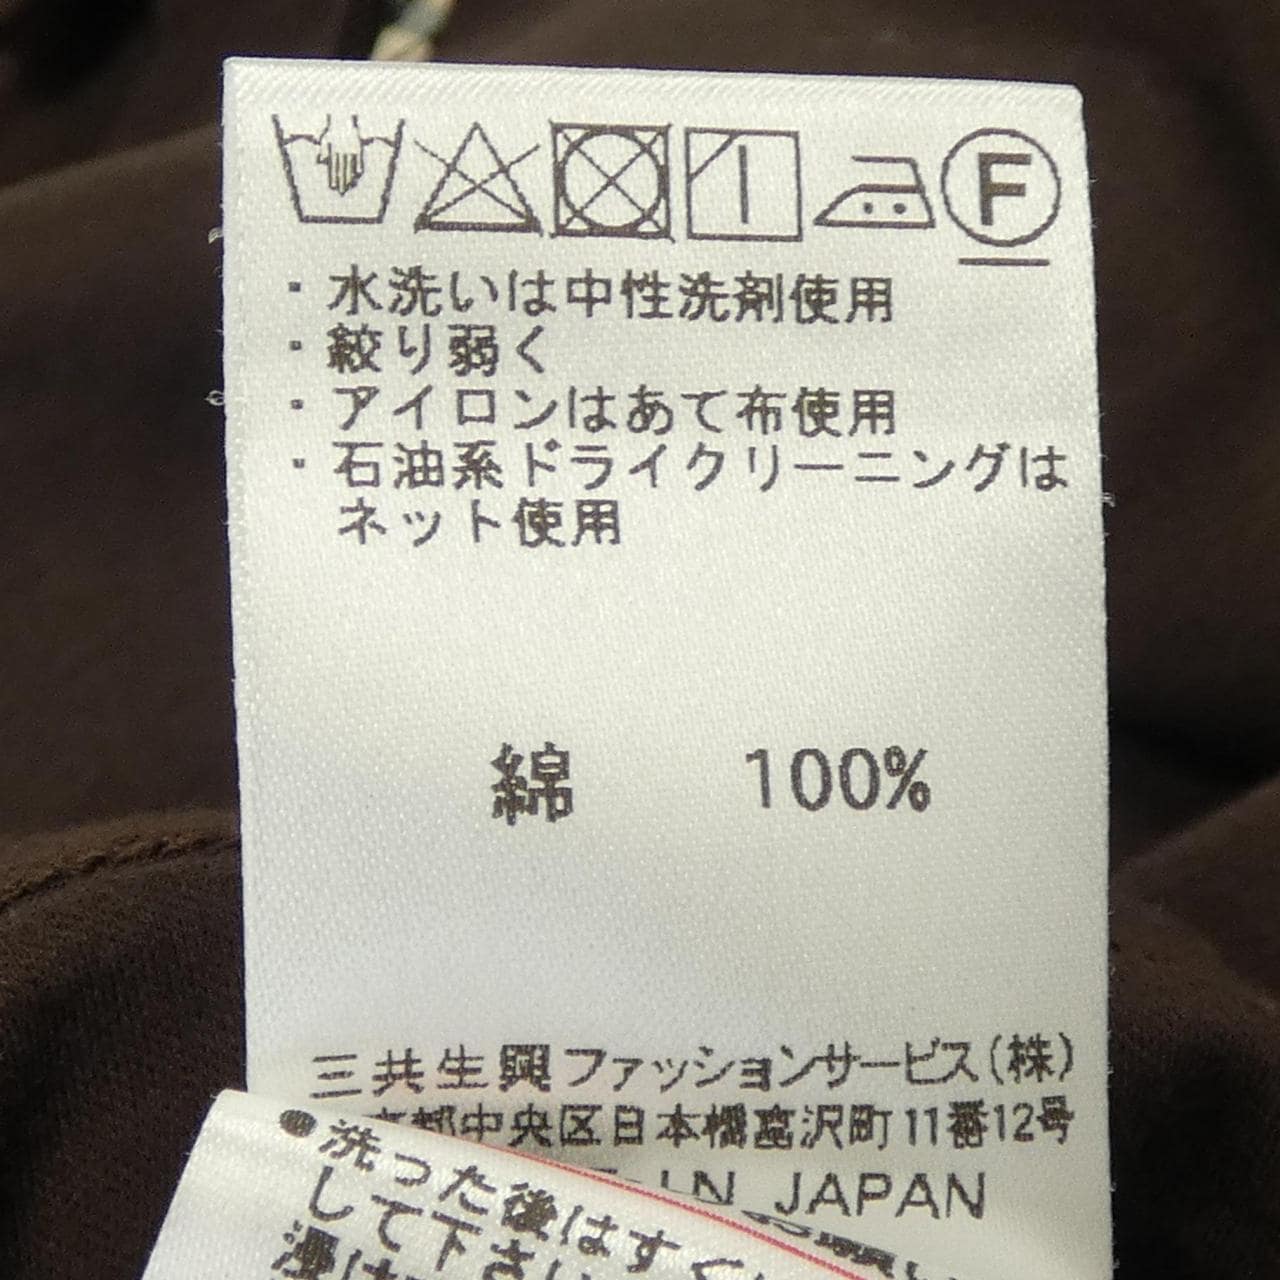 F
・水洗いは中性洗剤使用
・絞り弱く
・アイロンはあて布使用
・石油系ドライクリーニングは
ネット使用
綿 100%
三共生興ファッションサービス(株)
京都中央区日本橋富沢町11番12号
IN JAPAN
●洗った後はすぐ
して下さい
浸け